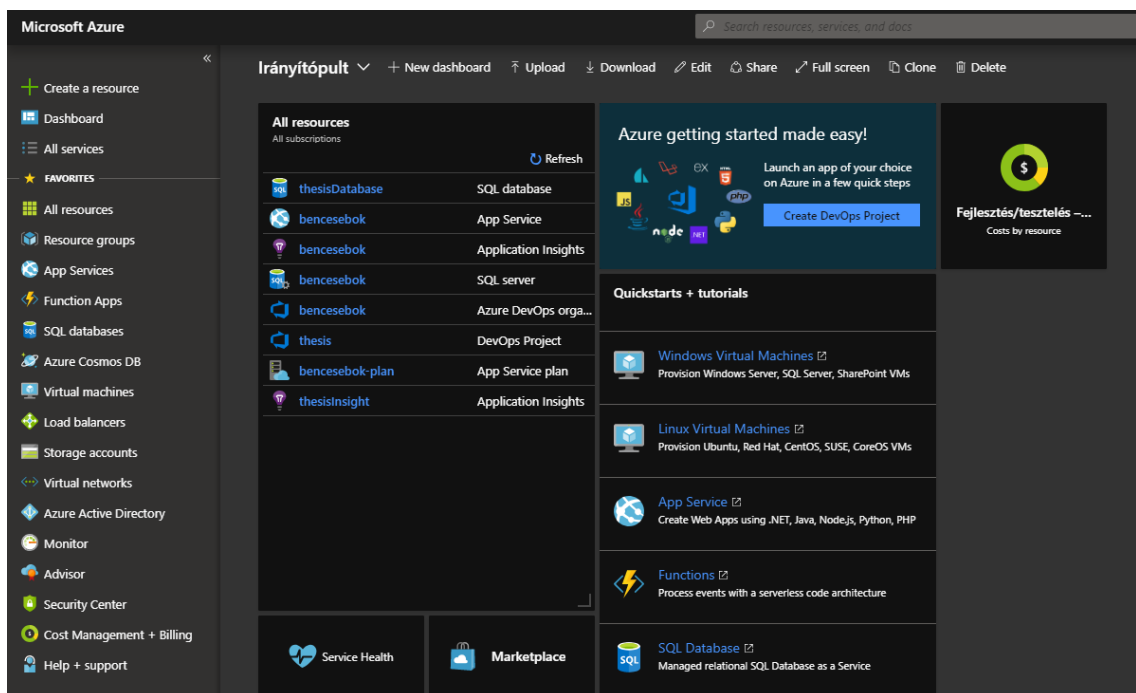 Microsoft Azure
Search resources, services, and docs
«
Create a resource
Dashboard
All services
FAVORITES
All resources
Resource groups
App Services
Function Apps
SQL databases
Azure Cosmos DB
Virtual machines
Load balancers
Storage accounts
Virtual networks
Azure Active Directory
Monitor
Advisor
Security Center
Cost Management + Billing
Help + support
Irányítópult + New dashboard Upload Download Edit Share Full screen Clone Delete
All resources
All subscriptions
Refresh
SQL thesisDatabase SQL database
bencesebok App Service
bencesebok Application Insights
SQL bencesebok SQL server
bencesebok Azure DevOps orga...
thesis DevOps Project
bencesebok-plan App Service plan
thesisInsight Application Insights
Service Health
Marketplace
Azure getting started made easy!
EX
JS
php
node
NET
Launch an app of your choice
on Azure in a few quick steps
Create DevOps Project
Quickstarts + tutorials
Windows Virtual Machines
Provision Windows Server, SQL Server, SharePoint VMs
Linux Virtual Machines
Provision Ubuntu, Red Hat, CentOS, SUSE, CoreOS VMs
App Service
Create Web Apps using .NET, Java, Node.js, Python, PHP
Functions
Process events with a serverless code architecture
SQL
SQL Database
Managed relational SQL Database as a Service
$
Fejlesztés/tesztelés –...
Costs by resource